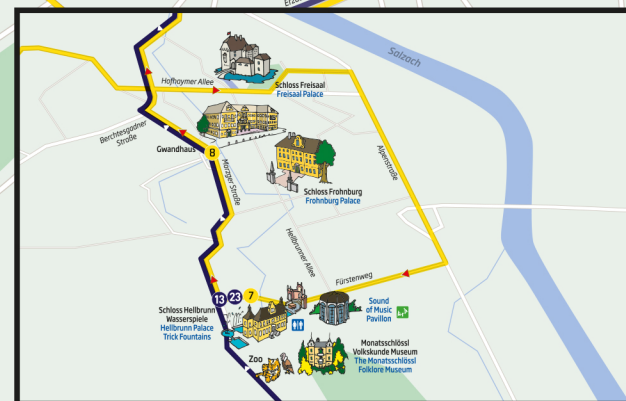 Salzach
Schloss Freisaal
Freisaal Palace
Hofhaymer Allee
Berchtesgadner
Straße
Gwandhaus
8
Morzger Straße
Alpenstraße
Schloss Frohnburg
Frohnburg Palace
Hellbrunner Allee
Fürstenweg
13
23
7
Schloss Hellbrunn
Wasserspiele
Hellbrunn Palace
Trick Fountains
Sound
of Music
Pavillon
Zoo
Monatsschlössl
Volkskunde Museum
The Monatsschlössl
Folklore Museum